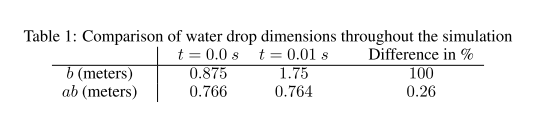 Table 1: Comparison of water drop dimensions throughout the simulation
t = 0.0 s t = 0.01 s Difference in %
b (meters) 0.875 1.75 100
ab (meters) 0.766 0.764 0.26